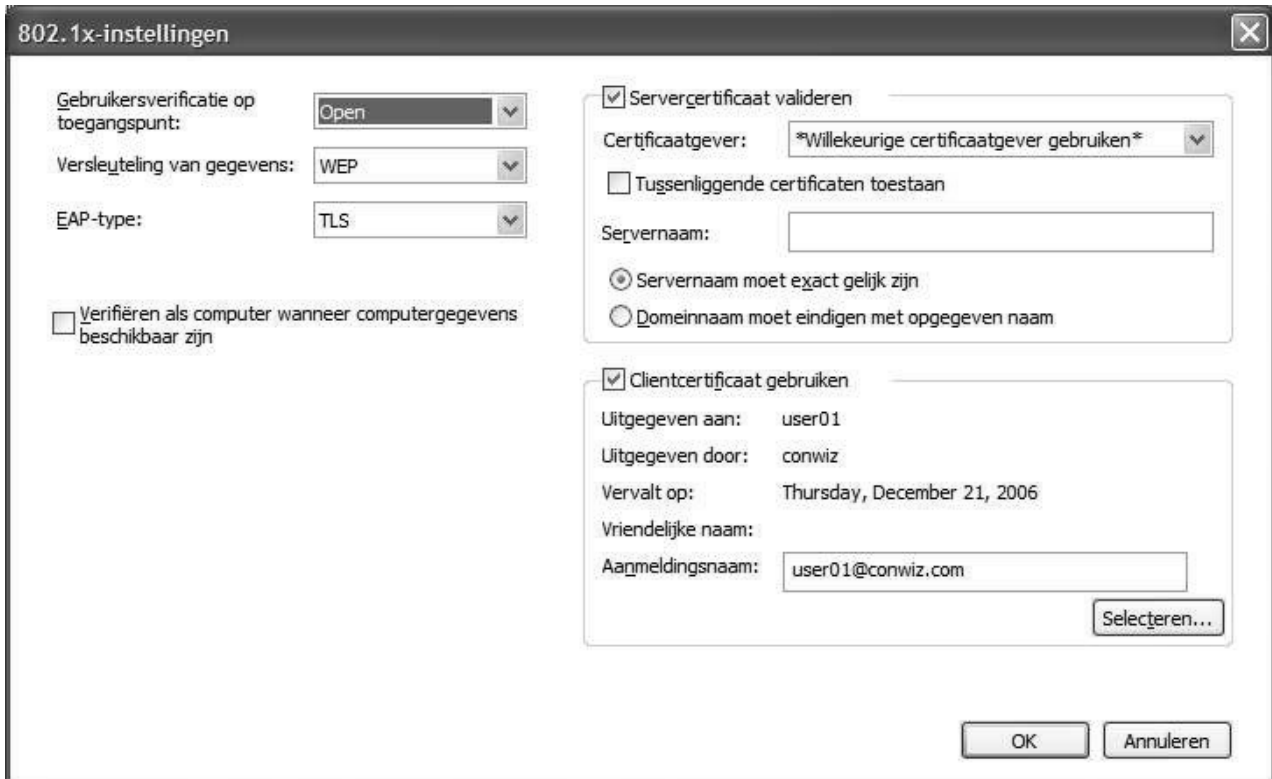 802.1x-instellingen
Gebruikersverificatie op
toegangspunt:
Open
Versleuteling van gegevens:
WEP
EAP-type:
TLS
Verifiëren als computer wanneer computergegevens
beschikbaar zijn
Servercertificaat valideren
Certificaatgever:
*Willekeurige certificaatgever gebruiken*
Tussenliggende certificaten toestaan
Servernaam:
Servernaam moet exact gelijk zijn
Domeinnaam moet eindigen met opgegeven naam
Clientcertificaat gebruiken
Uitgegeven aan: user01
Uitgegeven door: conwiz
Vervalt op: Thursday, December 21, 2006
Vriendelijke naam:
Aanmeldingsnaam: user01@conwiz.com
Selecteren...
OK
Annuleren